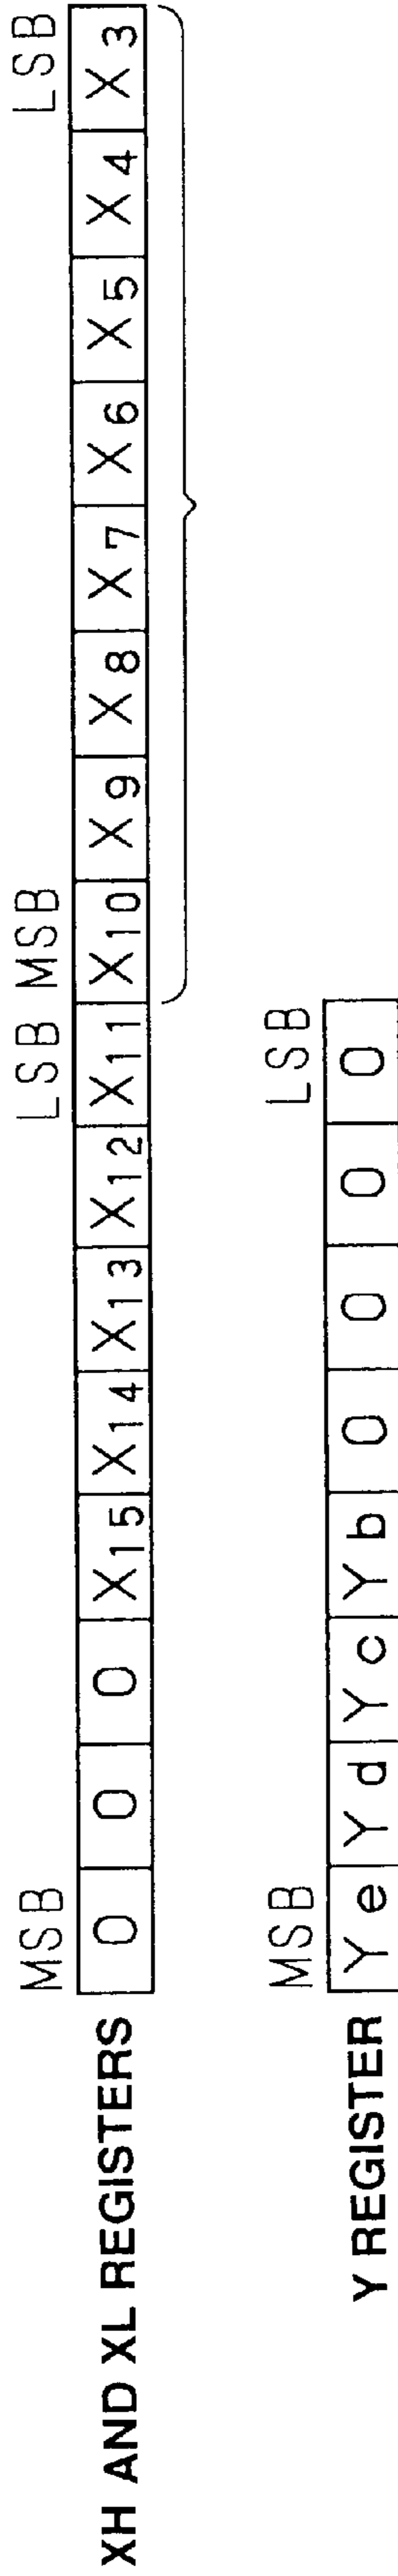 MSB LSB MSB LSB
XH AND XL REGISTERS 0 0 0 X15 X14 X13 X12 X11 X10 X9 X8 X7 X6 X5 X4 X3
MSB LSB
Y REGISTER Ye Yd Yc Yb 0 0 0 0